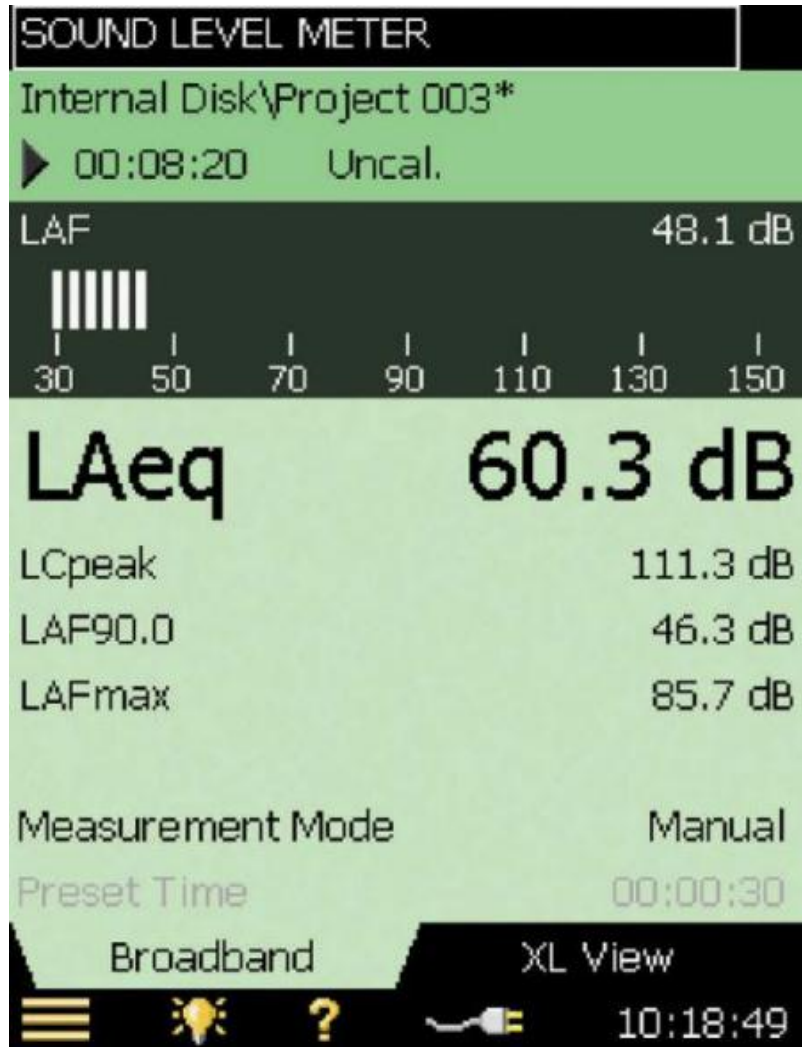 SOUND LEVEL METER
Internal Disk\Project 003*
00:08:20 Uncal.
LAF 48.1 dB
30 50 70 90 110 130 150
LAeq 60.3 dB
LCpeak 111.3 dB
LAF90.0 46.3 dB
LAFmax 85.7 dB
Measurement Mode Manual
Preset Time 00:00:30
Broadband XL View
? 10:18:49